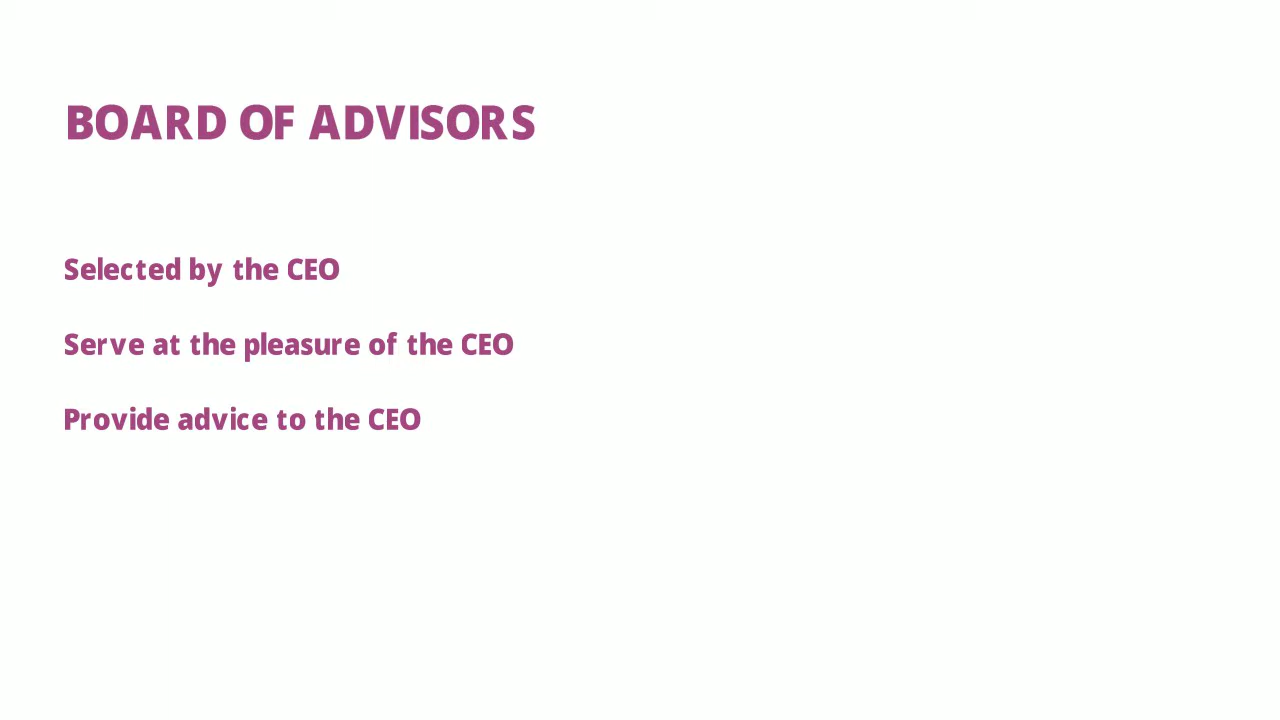 BOARD OF ADVISORS
Selected by the CEO
Serve at the pleasure of the CEO
Provide advice to the CEO